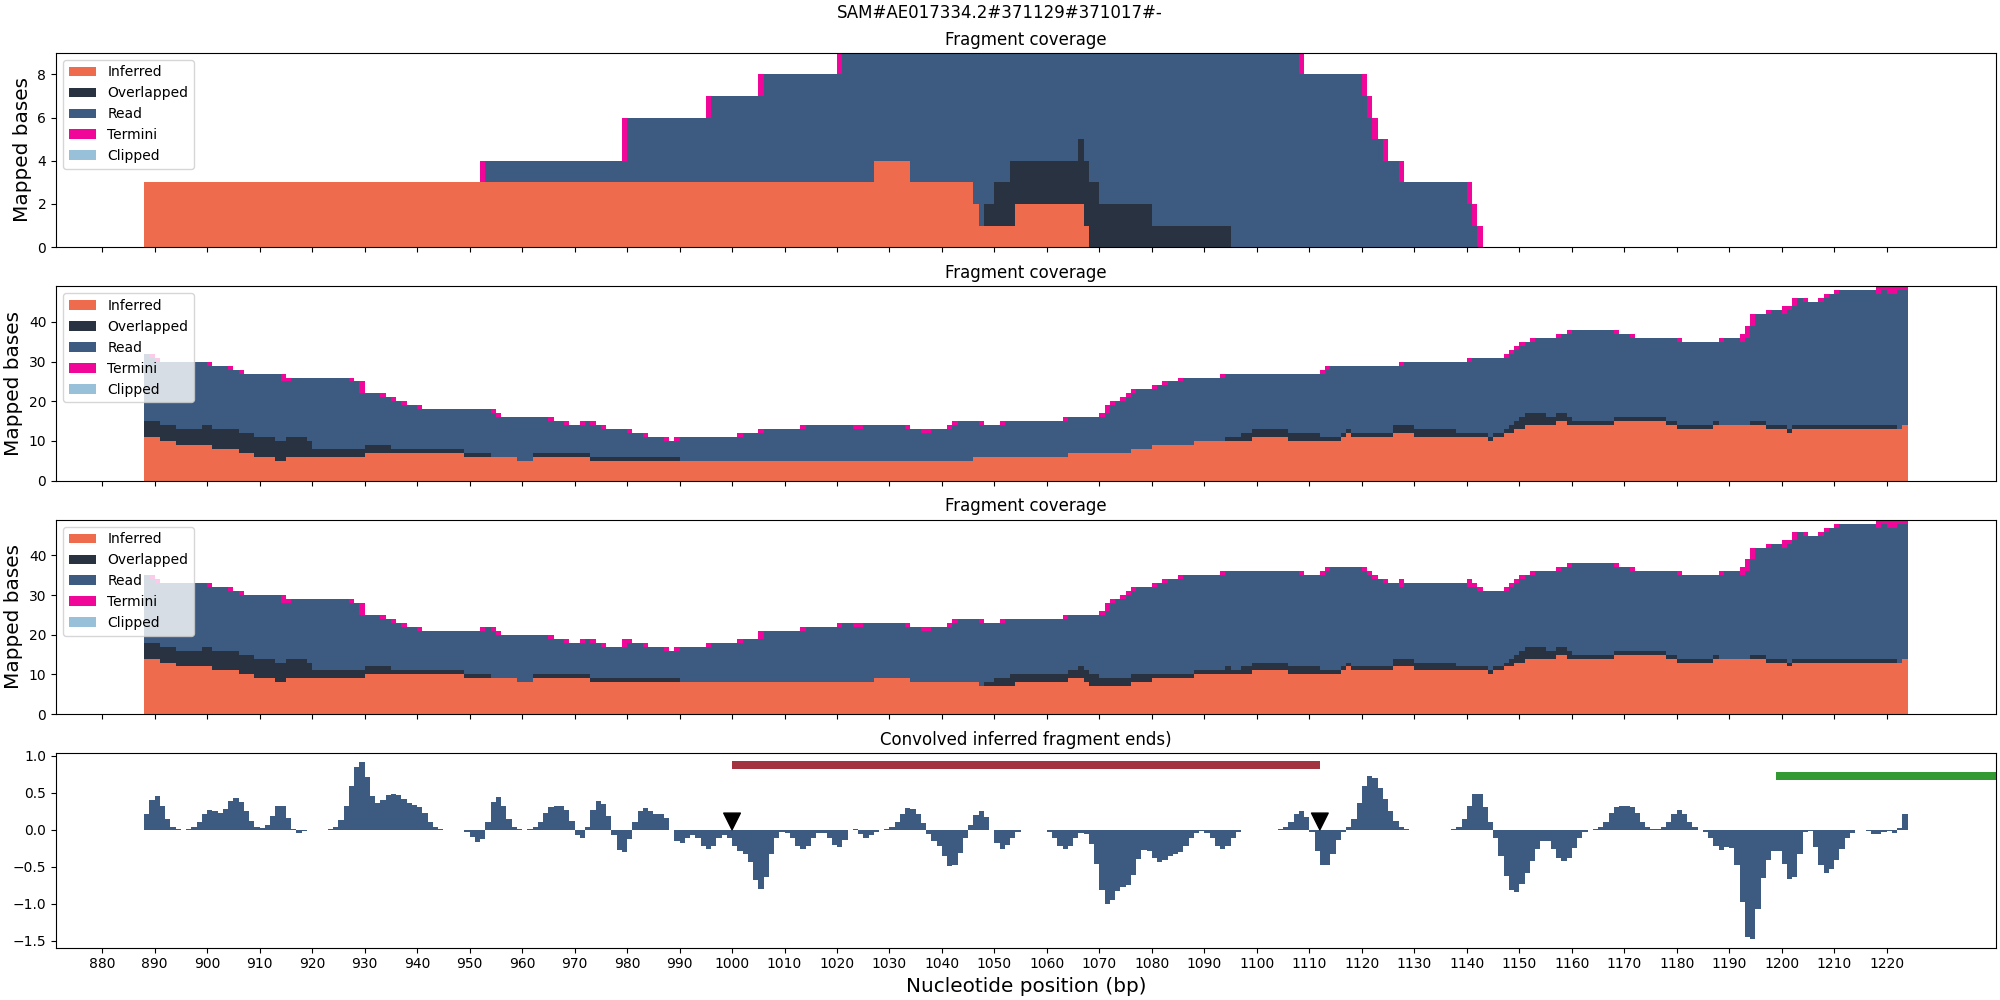 SAM#AE017334.2#371129#371017#-
Fragment coverage
Mapped bases
8
6
4
2
0
Inferred
Overlapped
Read
Termini
Clipped
Fragment coverage
Mapped bases
40
30
20
10
0
Inferred
Overlapped
Read
Termini
Clipped
Fragment coverage
Mapped bases
40
30
20
10
0
Inferred
Overlapped
Read
Termini
Clipped
Convolved inferred fragment ends)
1.0
0.5
0.0
−0.5
−1.0
−1.5
880 890 900 910 920 930 940 950 960 970 980 990 1000 1010 1020 1030 1040 1050 1060 1070 1080 1090 1100 1110 1120 1130 1140 1150 1160 1170 1180 1190 1200 1210 1220
Nucleotide position (bp)